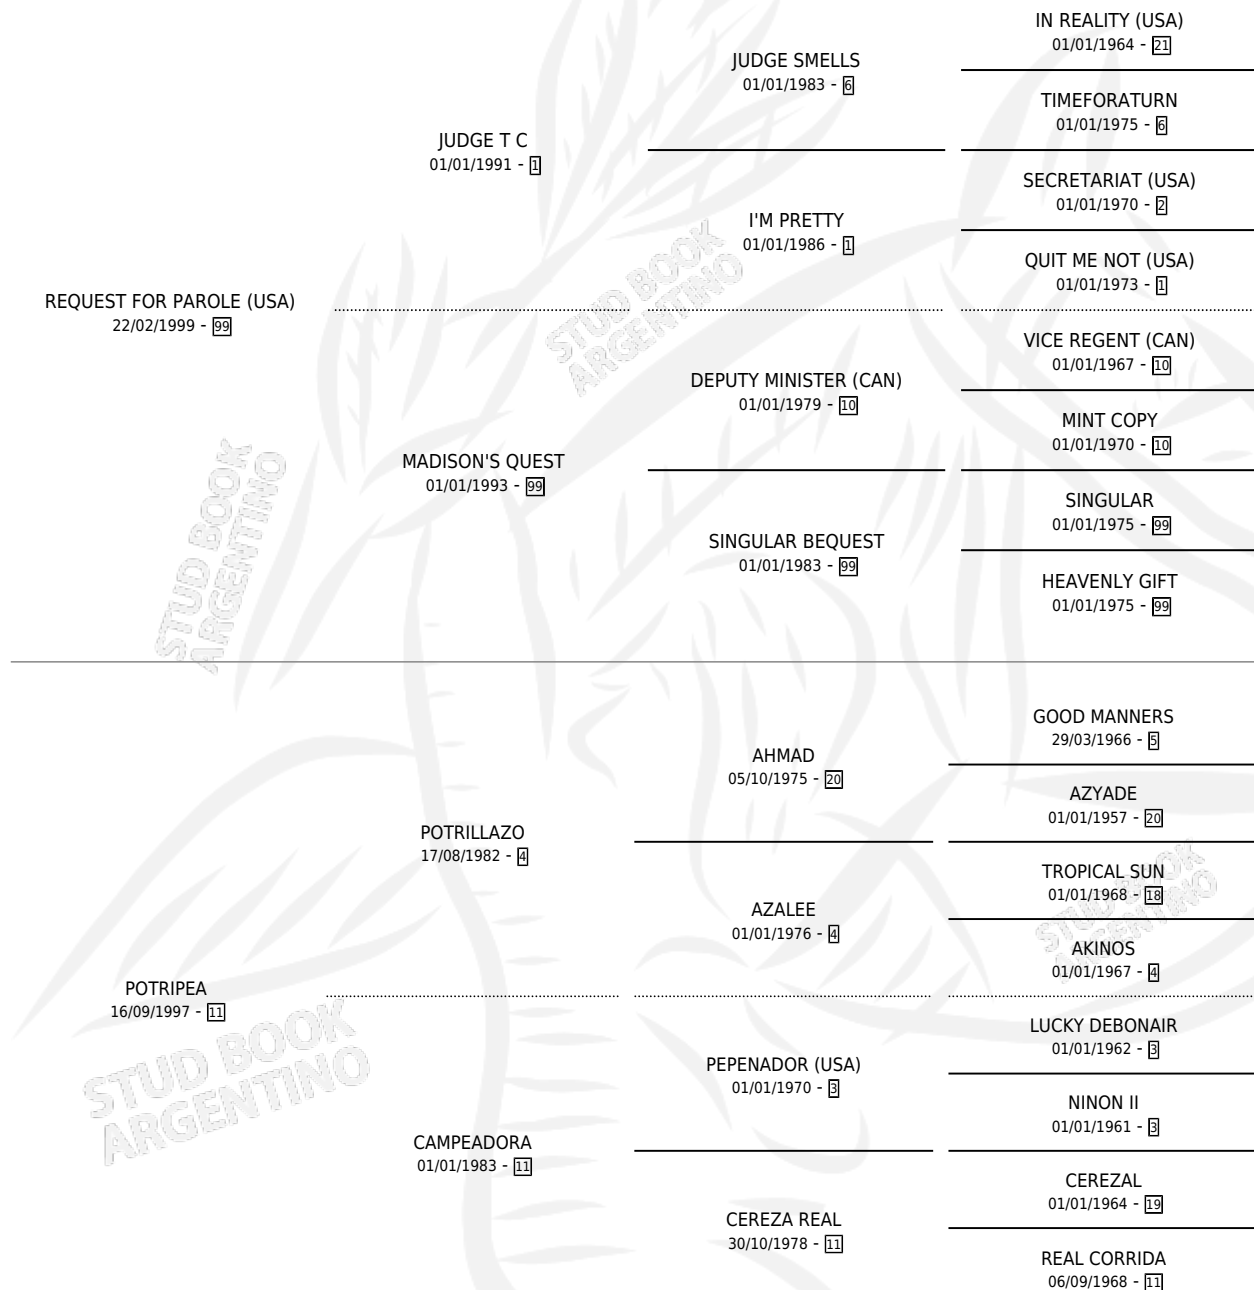 REQUEST FOR PAROLE (USA)
22/02/1999 - 99
JUDGE T C
01/01/1991 - 1
JUDGE SMELLS
01/01/1983 - 6
IN REALITY (USA)
01/01/1964 - 21
TIMEFORATURN
01/01/1975 - 6
I'M PRETTY
01/01/1986 - 1
SECRETARIAT (USA)
01/01/1970 - 2
QUIT ME NOT (USA)
01/01/1973 - 1
MADISON'S QUEST
01/01/1993 - 99
DEPUTY MINISTER (CAN)
01/01/1979 - 10
VICE REGENT (CAN)
01/01/1967 - 10
MINT COPY
01/01/1970 - 10
SINGULAR BEQUEST
01/01/1983 - 99
SINGULAR
01/01/1975 - 99
HEAVENLY GIFT
01/01/1975 - 99
POTRIPEA
16/09/1997 - 11
POTRILLAZO
17/08/1982 - 4
AHMAD
05/10/1975 - 20
GOOD MANNERS
29/03/1966 - 5
AZYADE
01/01/1957 - 20
AZALEE
01/01/1976 - 4
TROPICAL SUN
01/01/1968 - 18
AKINOS
01/01/1967 - 4
CAMPEADORA
01/01/1983 - 11
PEPENADOR (USA)
01/01/1970 - 3
LUCKY DEBONAIR
01/01/1962 - 3
NINON II
01/01/1961 - 3
CEREZA REAL
30/10/1978 - 11
CEREZAL
01/01/1964 - 19
REAL CORRIDA
06/09/1968 - 11
STUD BOOK
ARGENTINO
STUD BOOK
ARGENTINO
STUD BOOK
ARGENTINO
STUD BOOK
ARGENTINO